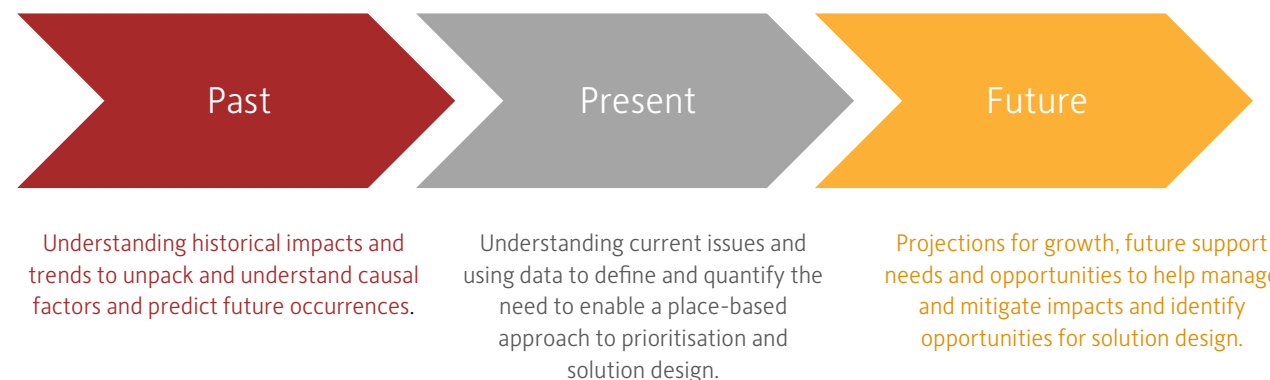 Past
Present
Future
Understanding historical impacts and
trends to unpack and understand causal
factors and predict future occurrences.
Understanding current issues and
using data to define and quantify the
need to enable a place-based
approach to prioritisation and
solution design.
Projections for growth, future support
needs and opportunities to help manage
and mitigate impacts and identify
opportunities for solution design.